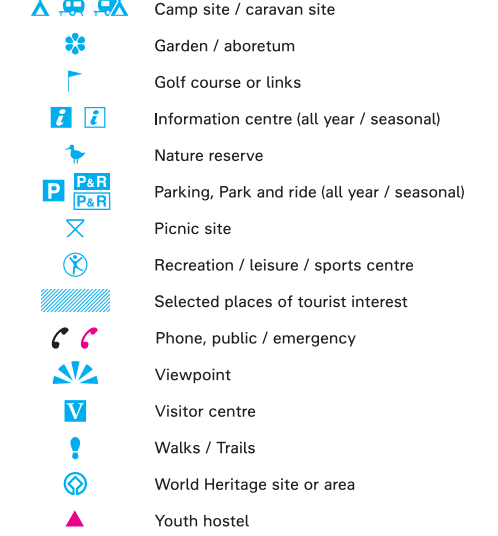 Camp site / caravan site
Garden / aboretum
Golf course or links
i i Information centre (all year / seasonal)
Nature reserve
P&R
P Parking, Park and ride (all year / seasonal)
P&R
Picnic site
Recreation / leisure / sports centre
Selected places of tourist interest
Phone, public / emergency
Viewpoint
V Visitor centre
Walks / Trails
World Heritage site or area
Youth hostel